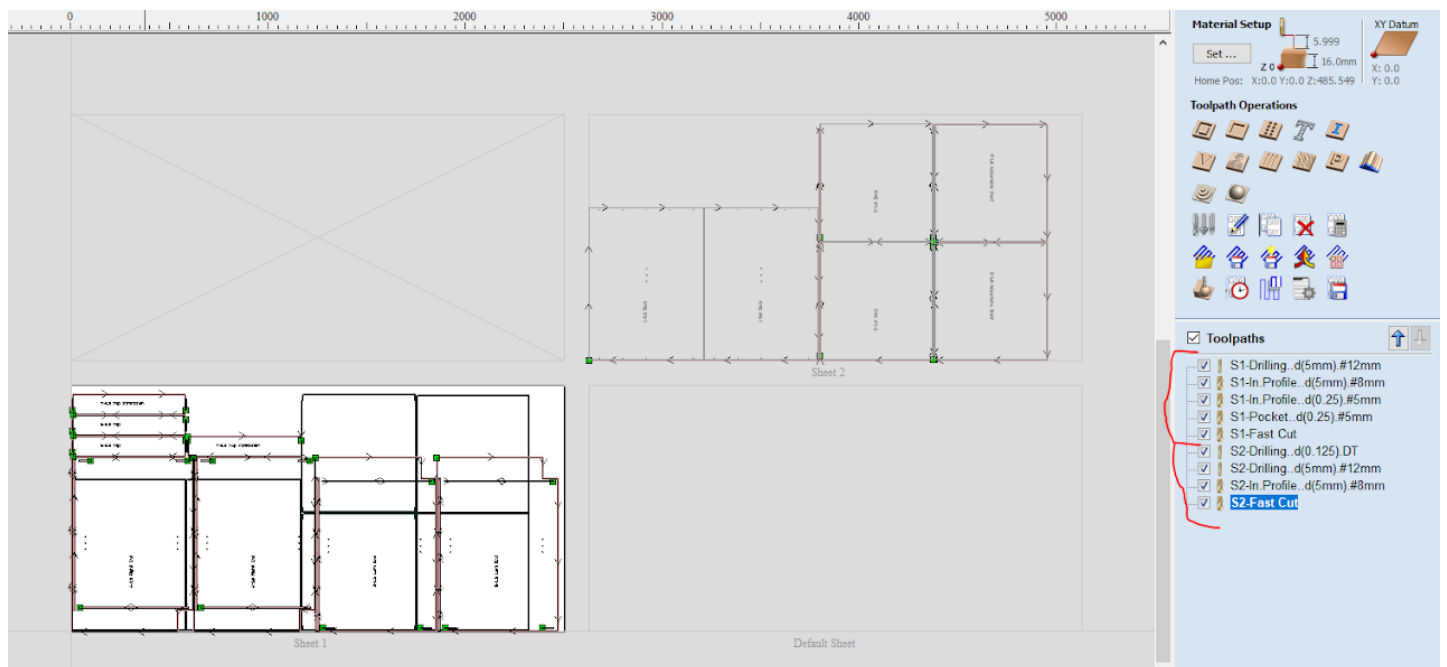 0 1000 2000 3000 4000 5000
Material Setup
XY Datum
5.999
Set ...
Z 0
16.0mm
X: 0.0
Y: 0.0
Home Pos: X:0.0 Y:0.0 Z:485.549
Toolpath Operations
Toolpaths
S1-Drilling..d(5mm).#12mm
S1-In.Profile..d(5mm).#8mm
S1-In.Profile..d(0.25).#5mm
S1-Pocket..d(0.25).#5mm
S1-Fast Cut
S2-Drilling..d(0.125).DT
S2-Drilling..d(5mm).#12mm
S2-In.Profile..d(5mm).#8mm
S2-Fast Cut
Sheet 2
Sheet 1
Default Sheet